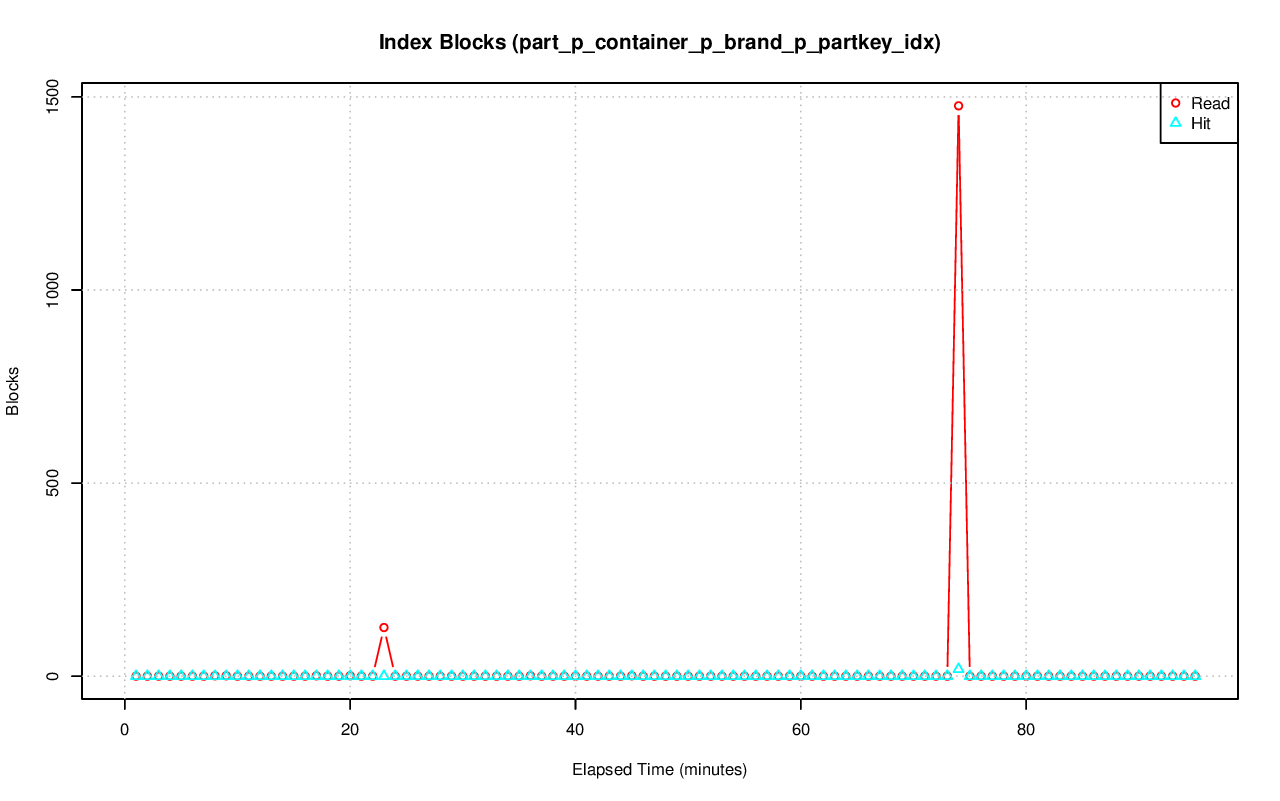 Index Blocks (part_p_container_p_brand_p_partkey_idx)
Read
Hit
1500
1000
500
0
Blocks
0 20 40 60 80
Elapsed Time (minutes)